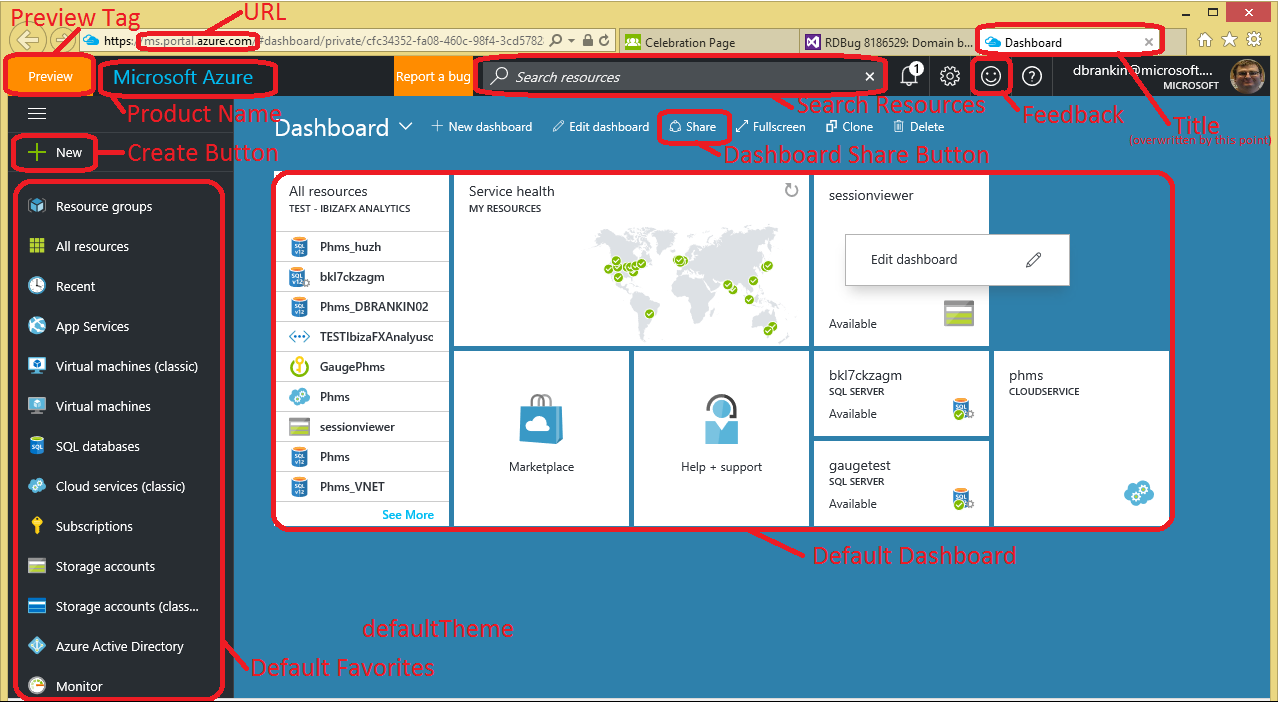 Preview Tag
URL
https://ms.portal.azure.com/#dashboard/private/cfc34352-fa08-460c-98f4-3cd5782
Celebration Page
RDBug 8186529: Domain b...
Dashboard
Preview
Microsoft Azure
Report a bug
Search resources
1
dbrankin@microsoft....
MICROSOFT
Product Name
Search Resources
Feedback
Title
(overwritten by this point)
Dashboard
New dashboard
Edit dashboard
Share
Fullscreen
Clone
Delete
New
Create Button
Dashboard Share Button
Resource groups
All resources
Recent
App Services
Virtual machines (classic)
Virtual machines
SQL databases
Cloud services (classic)
Subscriptions
Storage accounts
Storage accounts (class...
Azure Active Directory
Monitor
All resources
TEST - IBIZAFX ANALYTICS
Phms_huzh
bkl7ckzagm
Phms_DBRANKIN02
TESTIbizaFXAnalyusc
GaugePhms
Phms
sessionviewer
Phms
Phms_VNET
See More
Service health
MY RESOURCES
sessionviewer
Edit dashboard
Available
Marketplace
Help + support
bkl7ckzagm
SQL SERVER
Available
phms
CLOUDSERVICE
gaugetest
SQL SERVER
Available
Default Dashboard
defaultTheme
Default Favorites